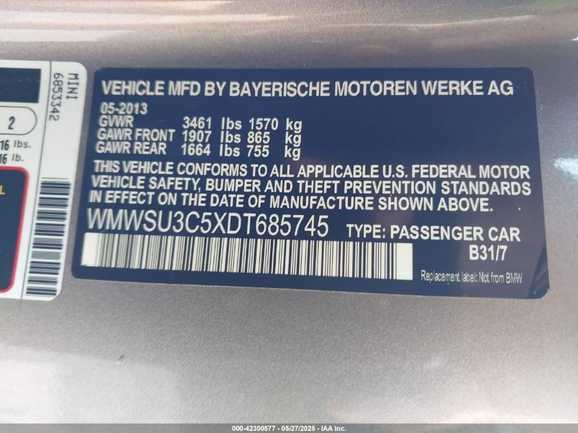 MINI
6853342
2
16 lbs.
16 lb.
VEHICLE MFD BY BAYERISCHE MOTOREN WERKE AG
05-2013
GVWR 3461 lbs 1570 kg
GAWR FRONT 1907 lbs 865 kg
GAWR REAR 1664 lbs 755 kg
THIS VEHICLE CONFORMS TO ALL APPLICABLE U.S. FEDERAL MOTOR
VEHICLE SAFETY, BUMPER AND THEFT PREVENTION STANDARDS
IN EFFECT ON THE DATE OF MANUFACTURE SHOWN ABOVE.
WMWSU3C5XDT685745 TYPE: PASSENGER CAR
B31/7
Replacement label: Not from BMW
000-42300577 - 05/27/2025 - IAA Inc.